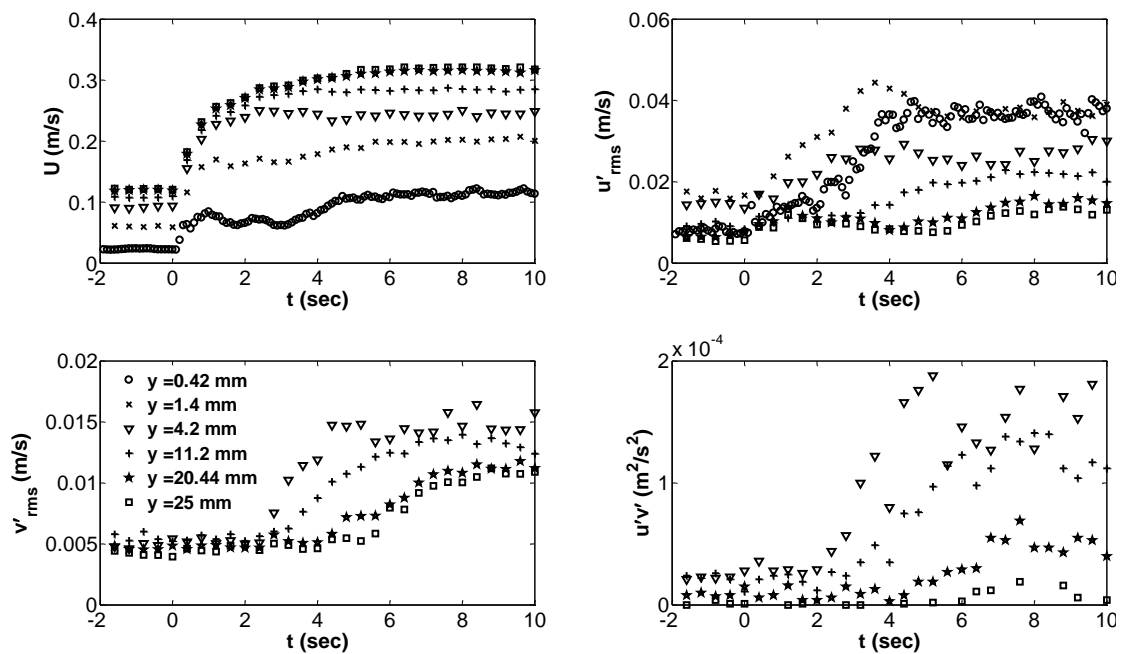 0.4
0.3
0.2
0.1
0
-2 0 2 4 6 8 10
U (m/s)
t (sec)
0.06
0.04
0.02
0
-2 0 2 4 6 8 10
u'rms (m/s)
t (sec)
0.02
0.015
0.01
0.005
0
-2 0 2 4 6 8 10
v'rms (m/s)
t (sec)
y =0.42 mm
y =1.4 mm
y =4.2 mm
y =11.2 mm
y =20.44 mm
y =25 mm
x 10-4
2
1
0
-2 0 2 4 6 8 10
u'v' (m2/s2)
t (sec)